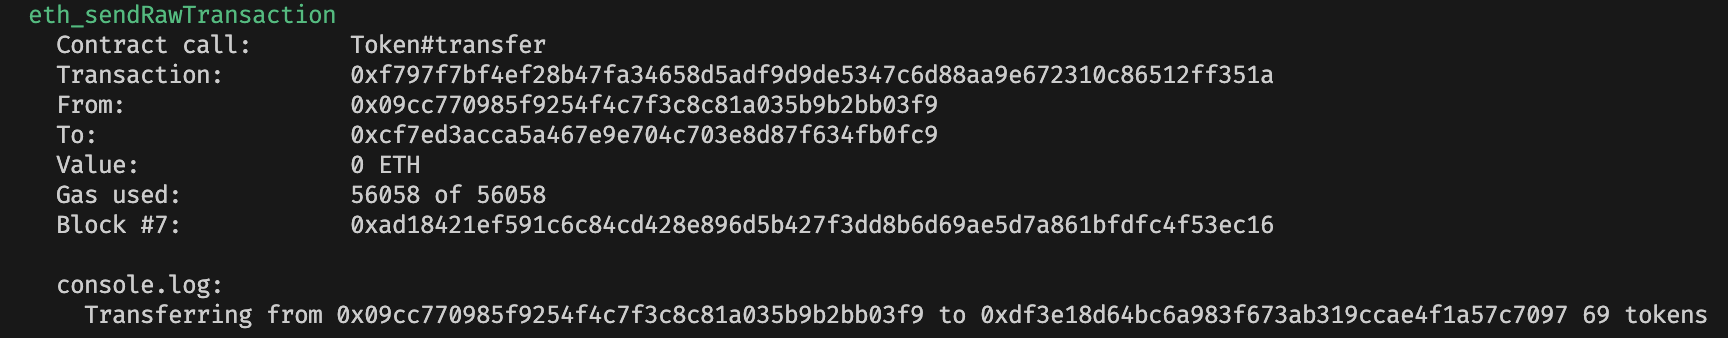 eth_sendRawTransaction
Contract call: Token#transfer
Transaction: 0xf797f7bf4ef28b47fa34658d5adf9d9de5347c6d88aa9e672310c86512ff351a
From: 0x09cc770985f9254f4c7f3c8c81a035b9b2bb03f9
To: 0xcf7ed3acca5a467e9e704c703e8d87f634fb0fc9
Value: 0 ETH
Gas used: 56058 of 56058
Block #7: 0xad18421ef591c6c84cd428e896d5b427f3dd8b6d69ae5d7a861bfdfc4f53ec16
console.log:
Transferring from 0x09cc770985f9254f4c7f3c8c81a035b9b2bb03f9 to 0xdf3e18d64bc6a983f673ab319ccae4f1a57c7097 69 tokens